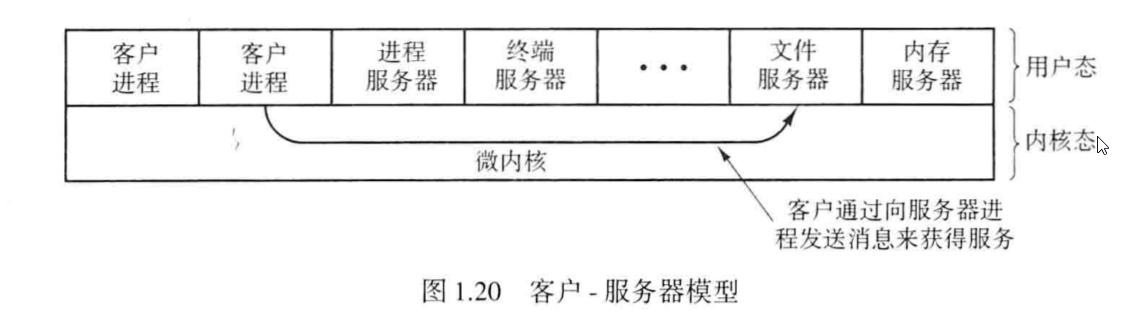 客户
进程
客户
进程
进程
服务器
终端
服务器
•••
文件
服务器
内存
服务器
用户态
微内核
内核态
客户通过向服务器进
程发送消息来获得服务
图 1.20 客户 - 服务器模型